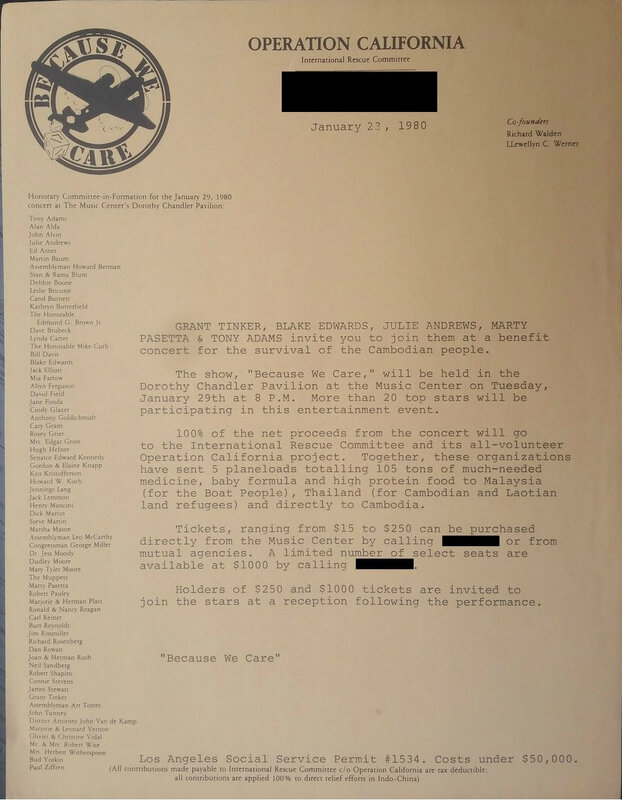 BECAUSE WE
CARE
OPERATION CALIFORNIA
International Rescue Committee
January 23, 1980
Co-founders
Richard Walden
LLewellyn C. Werner
Honorary Committee-in-Formation for the January 29, 1980
concert at The Music Center's Dorothy Chandler Pavilion:
Tony Adams
Alan Alda
John Alvin
Julie Andrews
Ed Asner
Martin Baum
Assemblyman Howard Berman
Stan & Rama Blum
Debbie Boone
Leslie Bricusse
Carol Burnett
Kathryn Butterfield
The Honorable
Edmund G. Brown Jr
Dave Brubeck
Lynda Carter
The Honorable Mike Curb
Bill Davis
Blake Edwards
Jack Elliott
Mia Farrow
Allyn Ferguson
David Field
Jane Fonda
Cindy Glazer
Anthony Goldschmidt
Cary Grant
Rosey Grier
Mrs. Edgar Gross
Hugh Hefner
Senator Edward Kennedy
Gordon & Elaine Knapp
Kris Kristofferson
Howard W. Koch
Jennings Lang
Jack Lemmon
Henry Mancini
Dick Martin
Steve Martin
Marsha Mason
Assemblyman Leo McCarthy
Congressman George Miller
Dr. Jess Moody
Dudley Moore
Mary Tyler Moore
The Muppets
Marty Pasetta
Robert Pauley
Marjorie & Herman Platt
Ronald & Nancy Reagan
Carl Reiner
Burt Reynolds
Jim Rissmiller
Richard Rosenberg
Dan Rowan
Joan & Herman Rush
Neil Sandberg
Robert Shapiro
Connie Stevens
James Stewart
Grant Tinker
Assemblyman Art Torres
John Tunney
District Attorney John Van de Kamp
Marjorie & Leonard Vernon
Olivier & Christine Vidal
Mr. & Mrs. Robert Wise
Mrs. Herbert Witherspoon
Bud Yorkin
Paul Ziffren
GRANT TINKER, BLAKE EDWARDS, JULIE ANDREWS, MARTY
PASETTA & TONY ADAMS invite you to join them at a benefit
concert for the survival of the Cambodian people.
The show, "Because We Care," will be held in the
Dorothy Chandler Pavilion at the Music Center on Tuesday,
January 29th at 8 P.M. More than 20 top stars will be
participating in this entertainment event.
100% of the net proceeds from the concert will go
to the International Rescue Committee and its all-volunteer
Operation California project. Together, these organizations
have sent 5 planeloads totalling 105 tons of much-needed
medicine, baby formula and high protein food to Malaysia
(for the Boat People), Thailand (for Cambodian and Laotian
land refugees) and directly to Cambodia.
Tickets, ranging from $15 to $250 can be purchased
directly from the Music Center by calling or from
mutual agencies. A limited number of select seats are
available at $1000 by calling .
Holders of $250 and $1000 tickets are invited to
join the stars at a reception following the performance.
"Because We Care"
Los Angeles Social Service Permit #1534. Costs under $50,000.
(All contributions made payable to International Rescue Committee c/o Operation California are tax deductible;
all contributions are applied 100% to direct relief efforts in Indo-China)